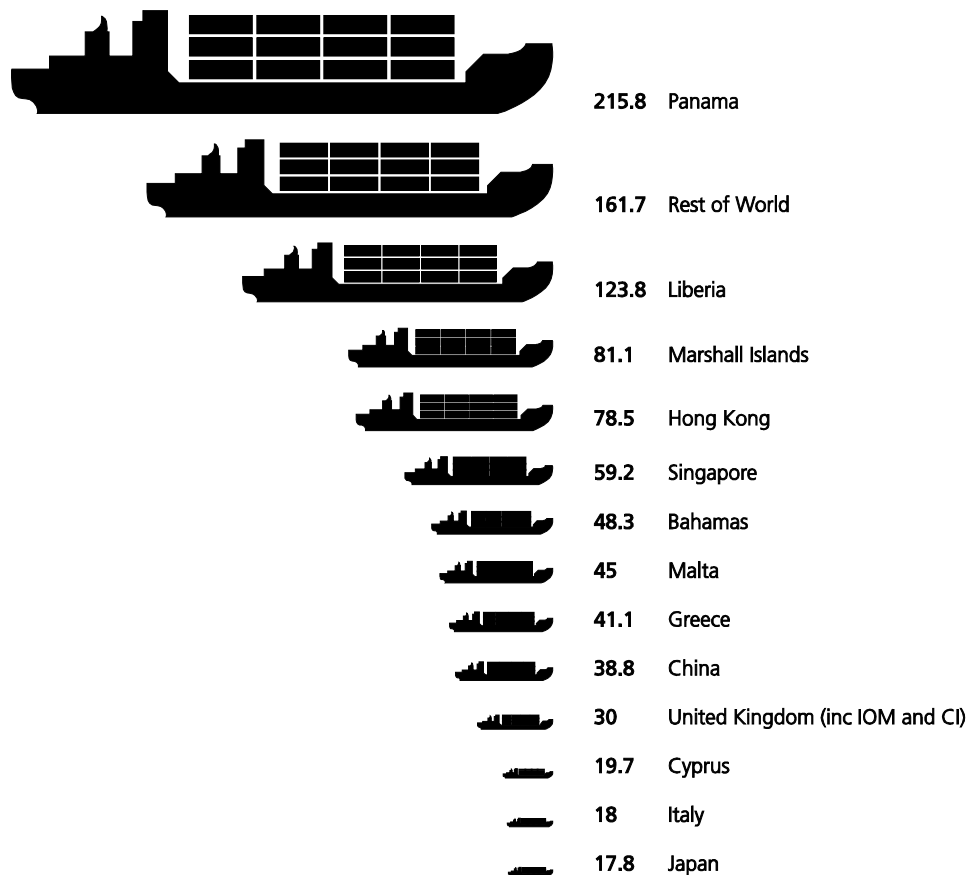 215.8 Panama
161.7 Rest of World
123.8 Liberia
81.1 Marshall Islands
78.5 Hong Kong
59.2 Singapore
48.3 Bahamas
45 Malta
41.1 Greece
38.8 China
30 United Kingdom (inc IOM and CI)
19.7 Cyprus
18 Italy
17.8 Japan